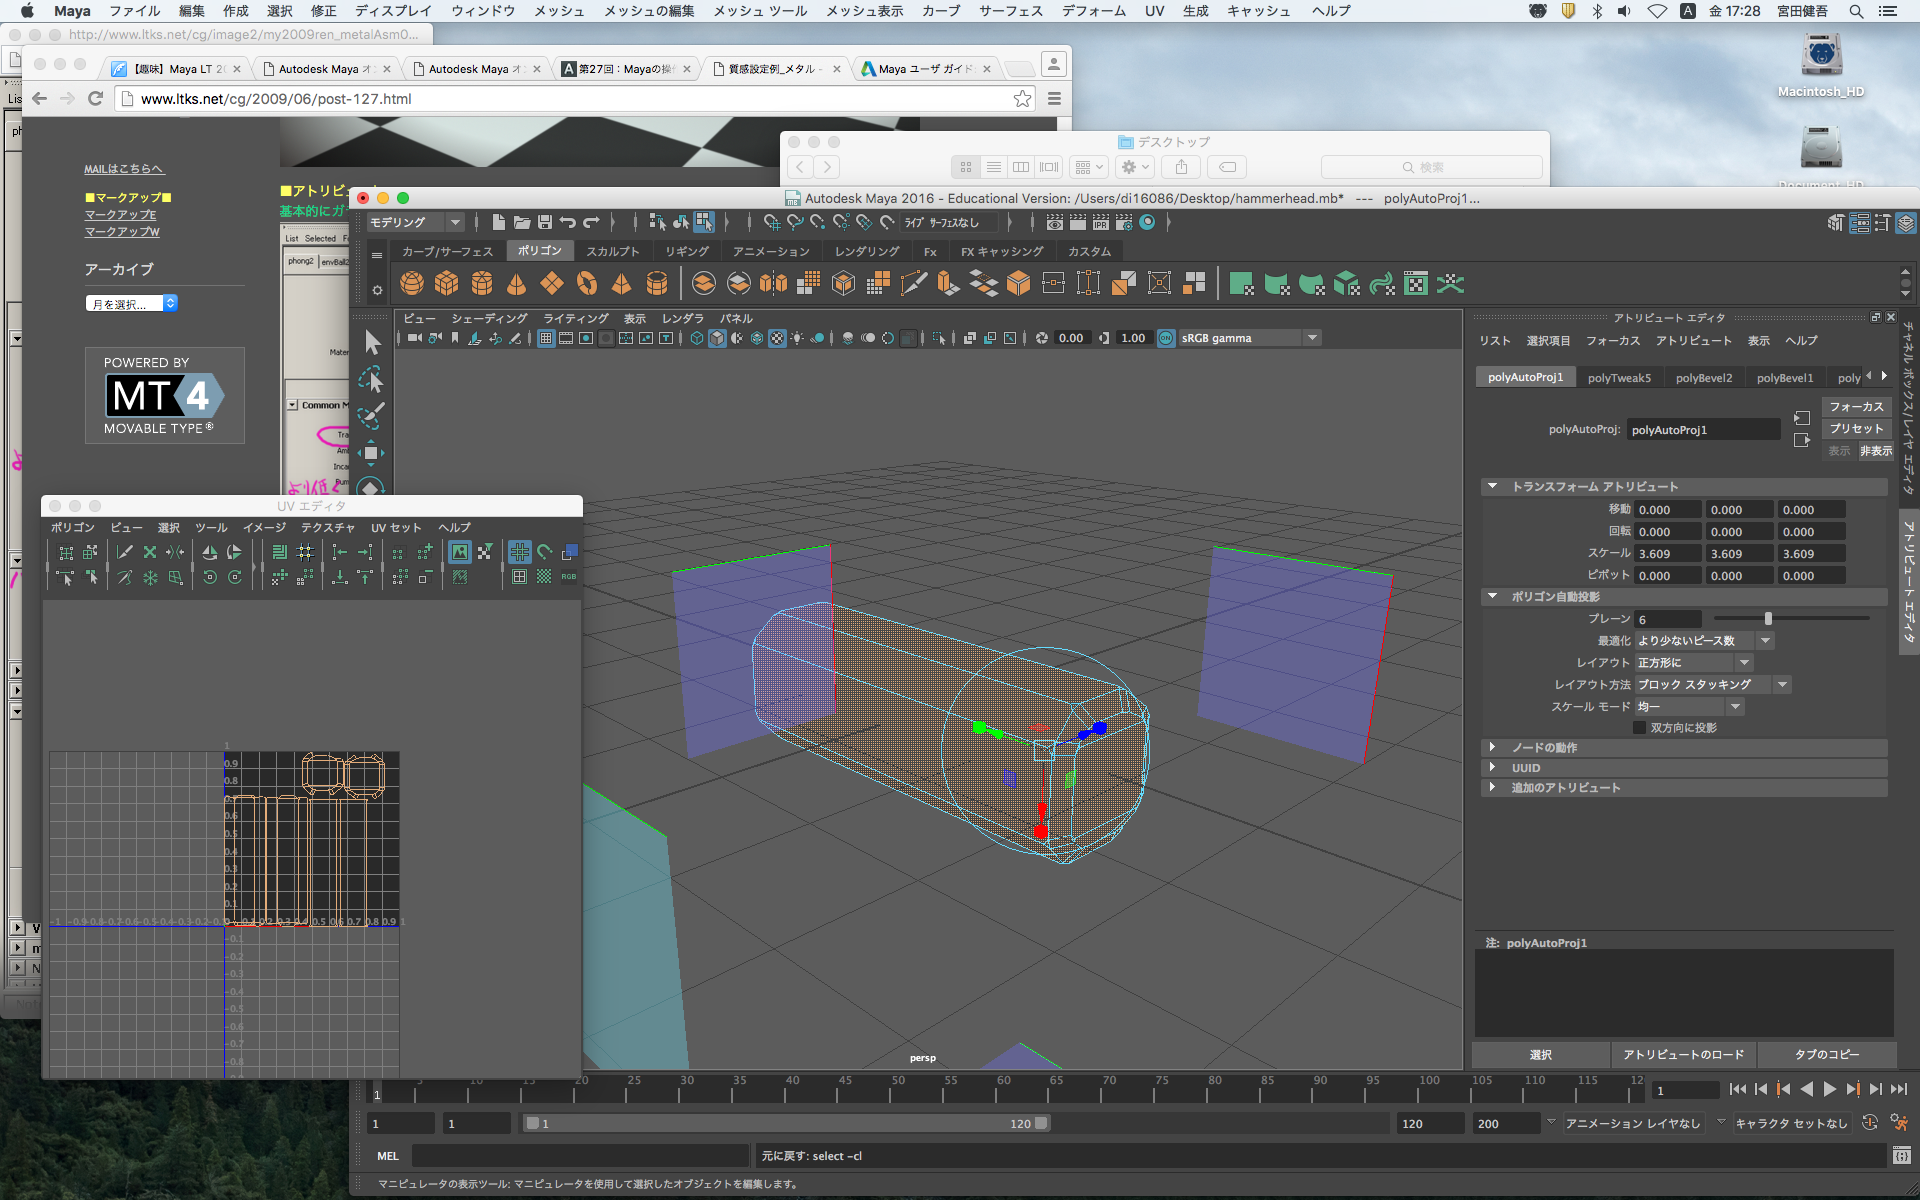 Maya ファイル 編集 作成 選択 修正 ディスプレイ ウィンドウ メッシュ メッシュの編集 メッシュ ツール メッシュ表示 カーブ サーフェス デフォーム UV 生成 キャッシュ ヘルプ
金 17:28 宮田健吾
http://www.ltks.net/cg/image2/my2009ren_metalAsm0...
【趣味】Maya LT 20
Autodesk Maya オン
Autodesk Maya オン
第27回：Mayaの操作
質感設定例_メタル -
Maya ユーザ ガイド:
www.ltks.net/cg/2009/06/post-127.html
Macintosh_HD
Document_HD
MAILはこちらへ
■マークアップ■
マークアップE
マークアップW
アーカイブ
月を選択...
POWERED BY
MT 4
MOVABLE TYPE®
■アトリビュ
基本的にガ
List Selected
phong2 envBall2
Common M
デスクトップ
検索
Autodesk Maya 2016 - Educational Version: /Users/di16086/Desktop/hammerhead.mb* --- polyAutoProj1...
モデリング
ライブ サーフェスなし
カーブ/サーフェス ポリゴン スカルプト リギング アニメーション レンダリング Fx FX キャッシング カスタム
ビュー シェーディング ライティング 表示 レンダラ パネル
0.00 1.00 sRGB gamma
persp
UV エディタ
ポリゴン ビュー 選択 ツール イメージ テクスチャ UV セット ヘルプ
RGB
アトリビュート エディタ
リスト 選択項目 フォーカス アトリビュート 表示 ヘルプ
polyAutoProj1 polyTweak5 polyBevel2 polyBevel1 poly
polyAutoProj: polyAutoProj1
フォーカス
プリセット
表示 非表示
トランスフォーム アトリビュート
移動 0.000 0.000 0.000
回転 0.000 0.000 0.000
スケール 3.609 3.609 3.609
ピボット 0.000 0.000 0.000
ポリゴン自動投影
プレーン 6
最適化 より少ないピース数
レイアウト 正方形に
レイアウト方法 ブロック スタッキング
スケール モード 均一
双方向に投影
ノードの動作
UUID
追加のアトリビュート
チャネル ボックス/レイヤ エディタ
アトリビュート エディタ
注: polyAutoProj1
選択 アトリビュートのロード タブのコピー
1 5 10 15 20 25 30 35 40 45 50 55 60 65 70 75 80 85 90 95 100 105 110 115 12
1
1 1 1 120 120 200 アニメーション レイヤなし キャラクタ セットなし
MEL 元に戻す: select -cl
マニピュレータの表示ツール: マニピュレータを使用して選択したオブジェクトを編集します。